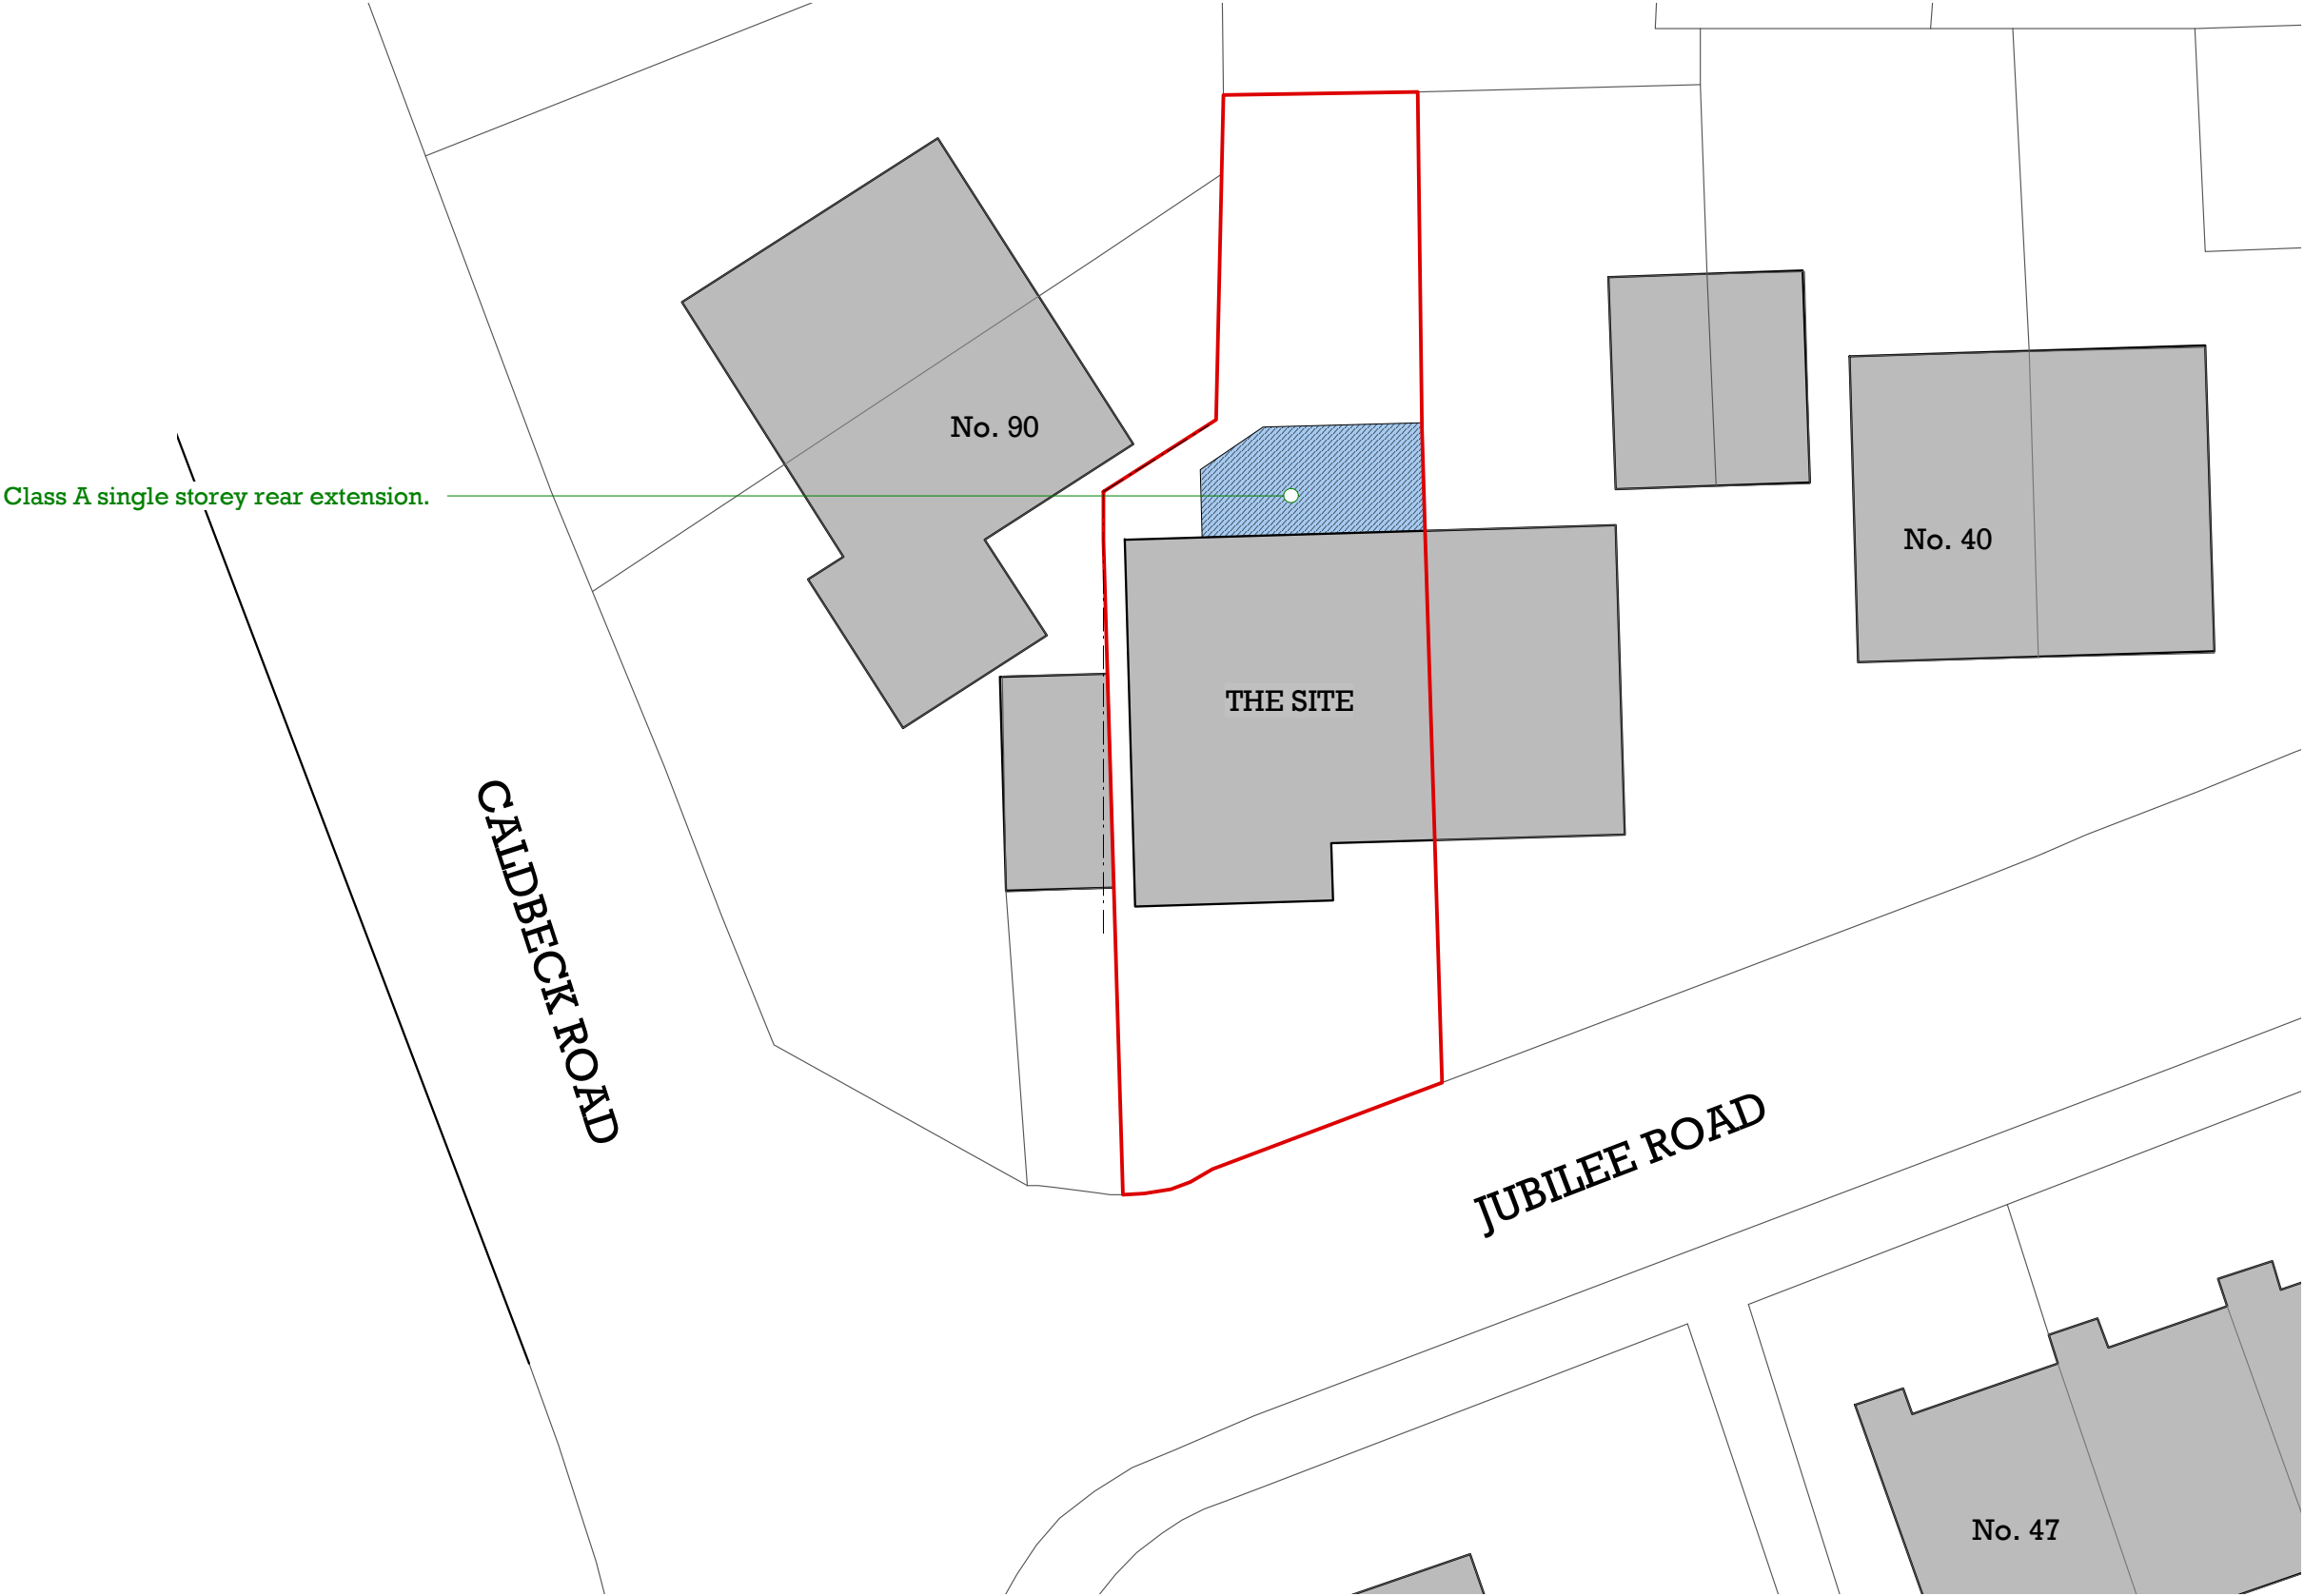 No. 90
Class A single storey rear extension.
No. 40
THE SITE
CALDBECK ROAD
JUBILEE ROAD
No. 47